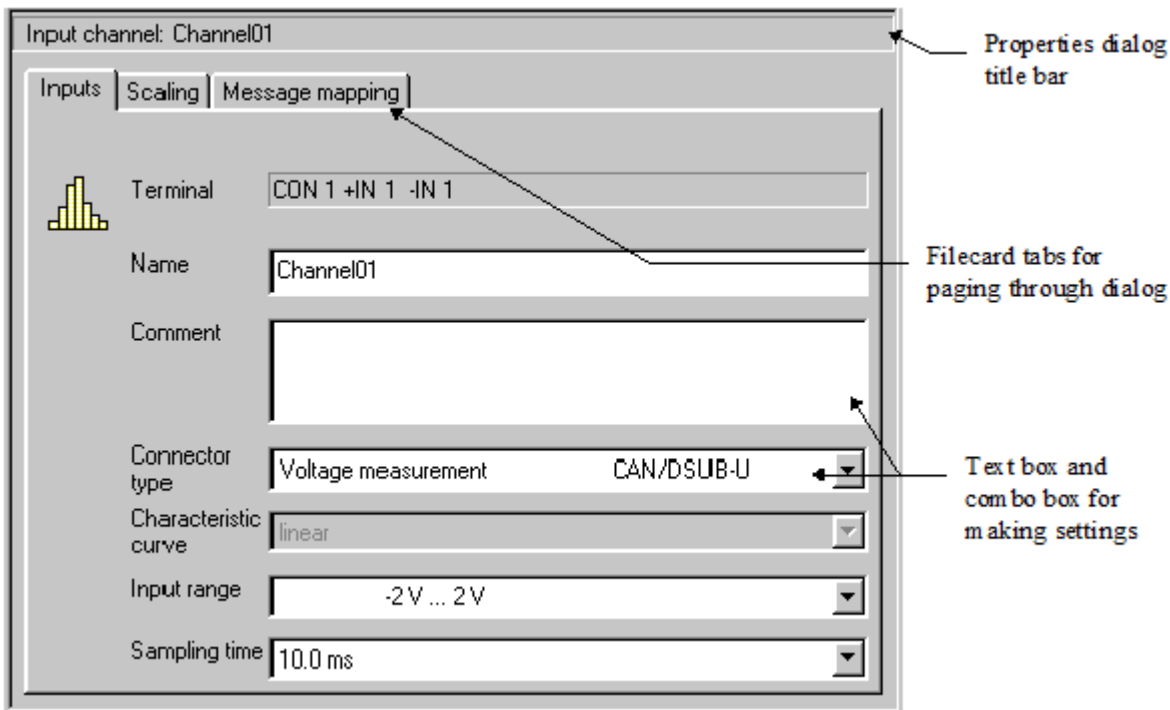 Input channel: Channel01
Properties dialog
title bar
Inputs Scaling Message mapping
Terminal CON 1 +IN 1 -IN 1
Name Channel01
Filecard tabs for
paging through dialog
Comment
Connector
type
Voltage measurement CAN/DSUB-U
Text box and
combo box for
making settings
Characteristic
curve
linear
Input range -2 V ... 2 V
Sampling time 10.0 ms